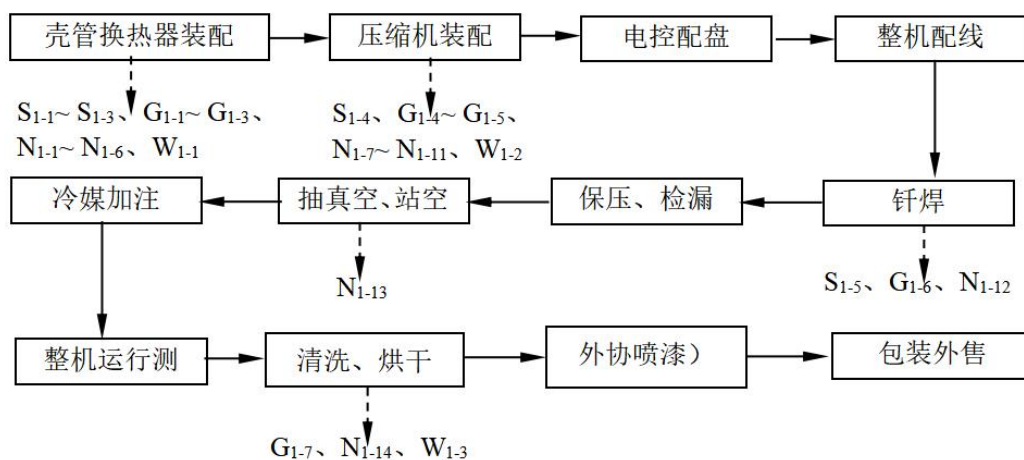 壳管换热器装配
压缩机装配
电控配盘
整机配线
S1-1~ S1-3、G1-1~ G1-3、
N1-1~ N1-6、W1-1
S1-4、G1-4~ G1-5、
N1-7~ N1-11、W1-2
冷媒加注
抽真空、站空
保压、检漏
钎焊
N1-13
S1-5、G1-6、N1-12
整机运行测
清洗、烘干
外协喷漆）
包装外售
G1-7、N1-14、W1-3